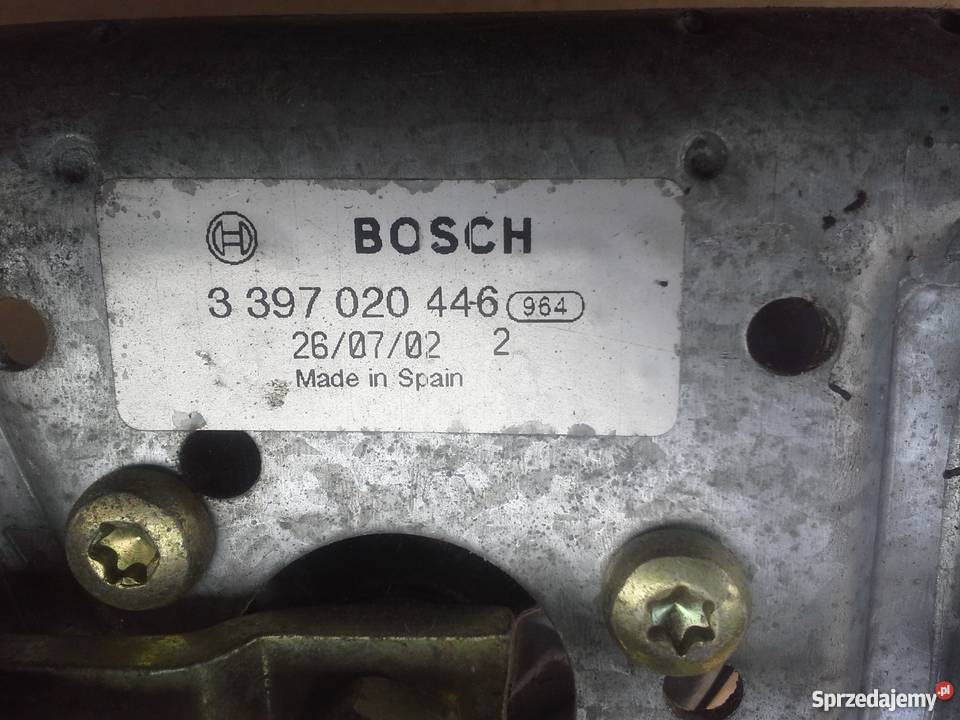 BOSCH
3 397 020 446 964
26/07/02 2
Made in Spain
Sprzedajemy.pl